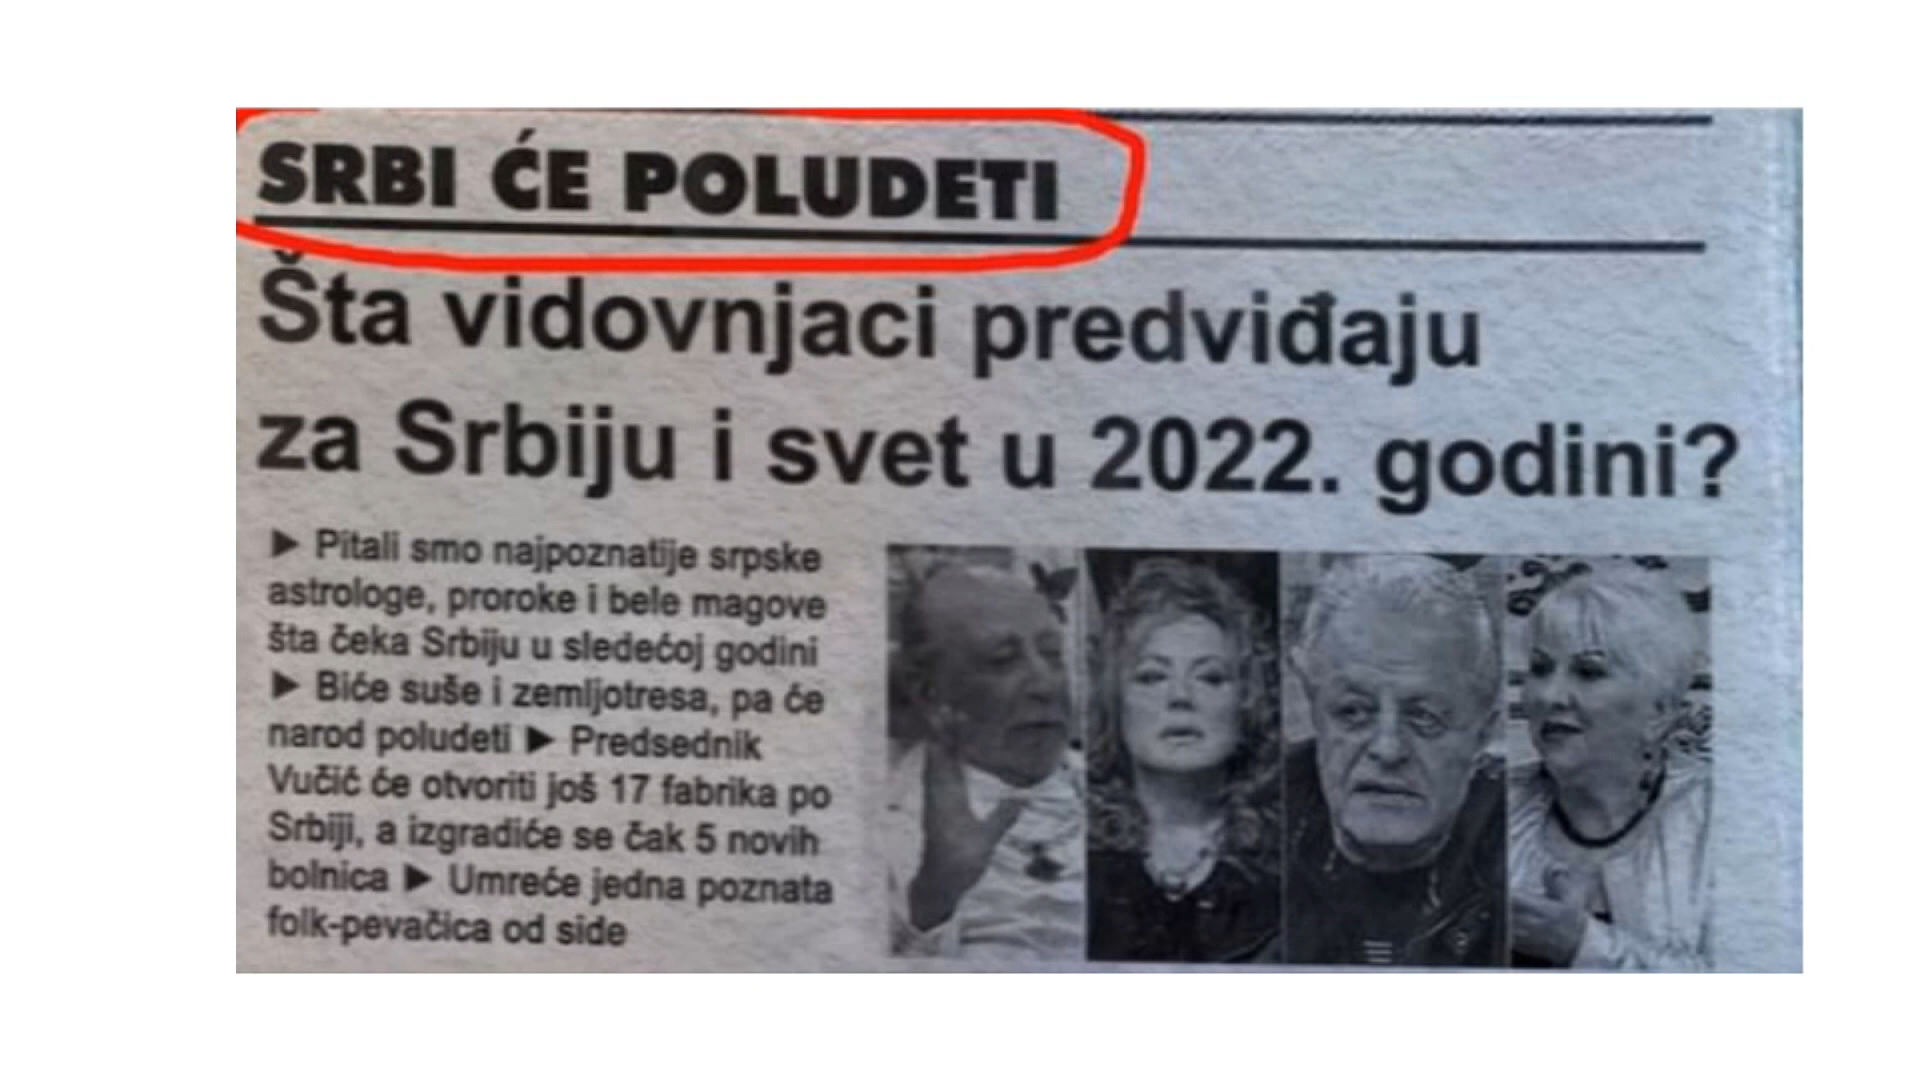 SRBI ĆE POLUDETI
Šta vidovnjaci predviđaju
za Srbiju i svet u 2022. godini?
► Pitali smo najpoznatije srpske
astrologe, proroke i bele magove
šta čeka Srbiju u sledećoj godini
► Biće suše i zemljotresa, pa će
narod poludeti ► Predsednik
Vučić će otvoriti još 17 fabrika po
Srbiji, a izgradiće se čak 5 novih
bolnica ► Umreće jedna poznata
folk-pevačica od side